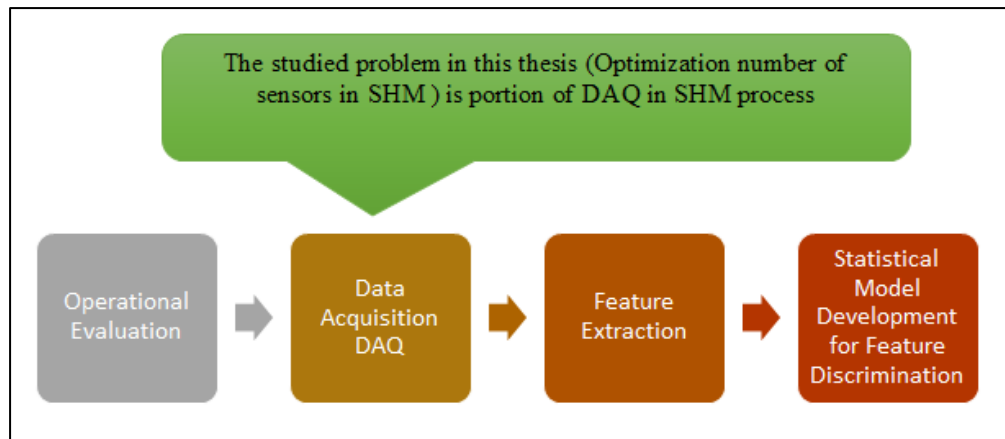 The studied problem in this thesis (Optimization number of
sensors in SHM ) is portion of DAQ in SHM process
Operational
Evaluation
Data
Acquisition
DAQ
Feature
Extraction
Statistical
Model
Development
for Feature
Discrimination